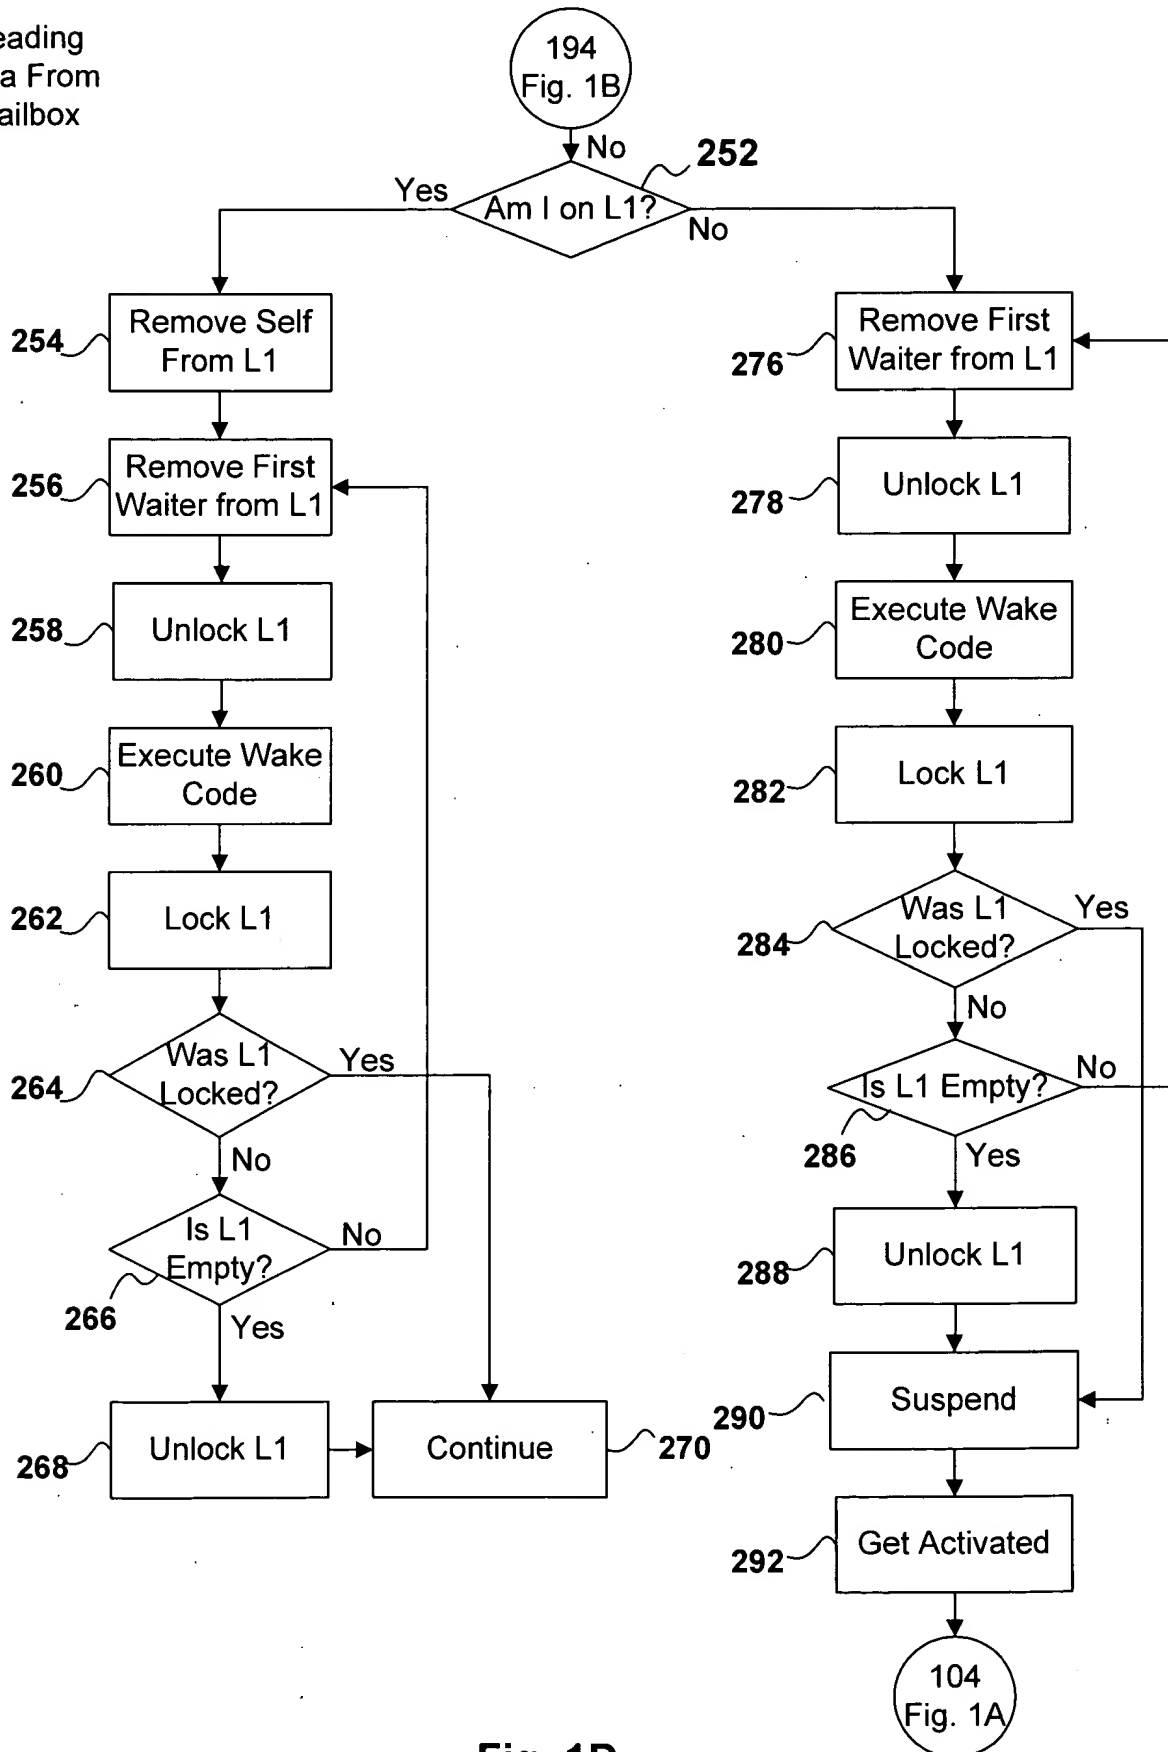 eading
a From
ailbox
194
Fig. 1B
No
252
Yes
Am I on L1?
No
254
Remove Self
From L1
256
Remove First
Waiter from L1
258
Unlock L1
260
Execute Wake
Code
262
Lock L1
264
Was L1
Locked?
Yes
No
Is L1
Empty?
No
266
Yes
268
Unlock L1
Continue
270
276
Remove First
Waiter from L1
278
Unlock L1
280
Execute Wake
Code
282
Lock L1
284
Was L1
Locked?
Yes
No
Is L1 Empty?
No
286
Yes
288
Unlock L1
290
Suspend
292
Get Activated
104
Fig. 1A